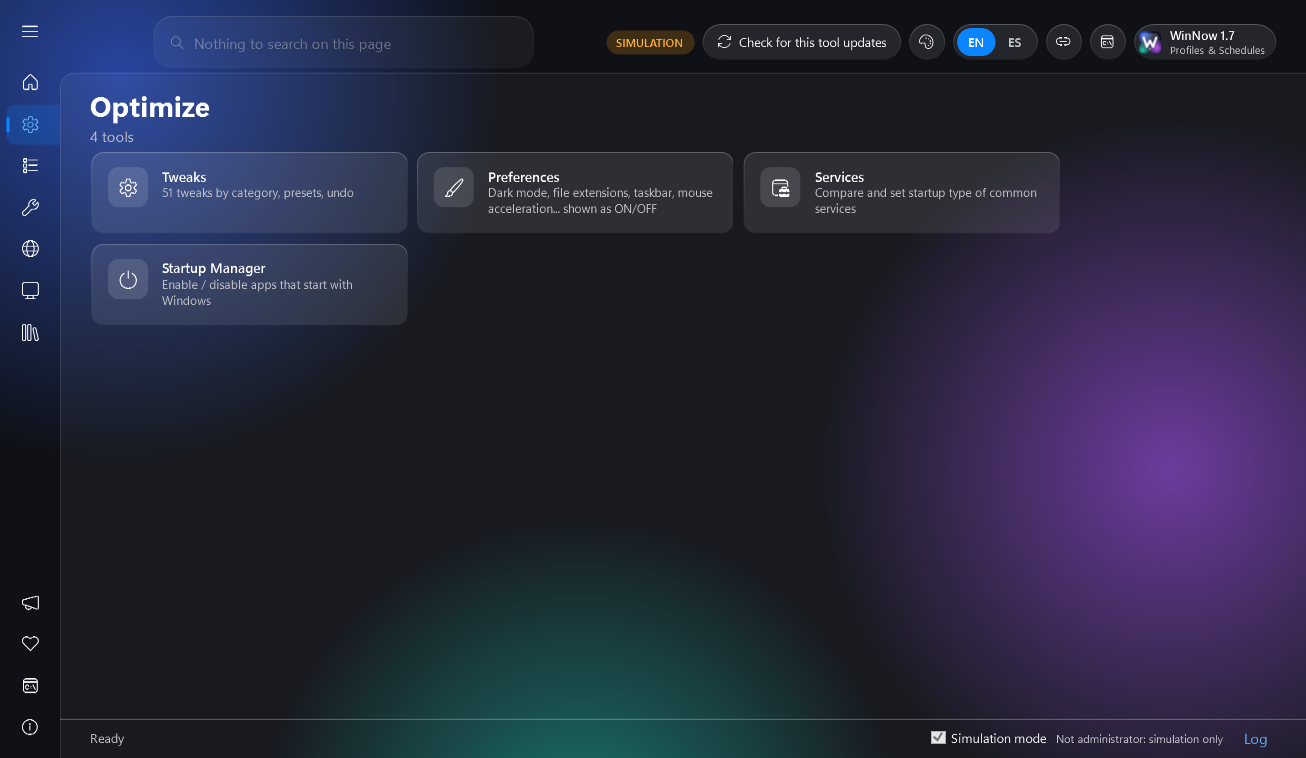 Nothing to search on this page
SIMULATION
Check for this tool updates
EN
ES
WinNow 1.7
Profiles & Schedules
Optimize
4 tools
Tweaks
51 tweaks by category, presets, undo
Preferences
Dark mode, file extensions, taskbar, mouse
acceleration... shown as ON/OFF
Services
Compare and set startup type of common
services
Startup Manager
Enable / disable apps that start with
Windows
Ready
Simulation mode
Not administrator: simulation only
Log